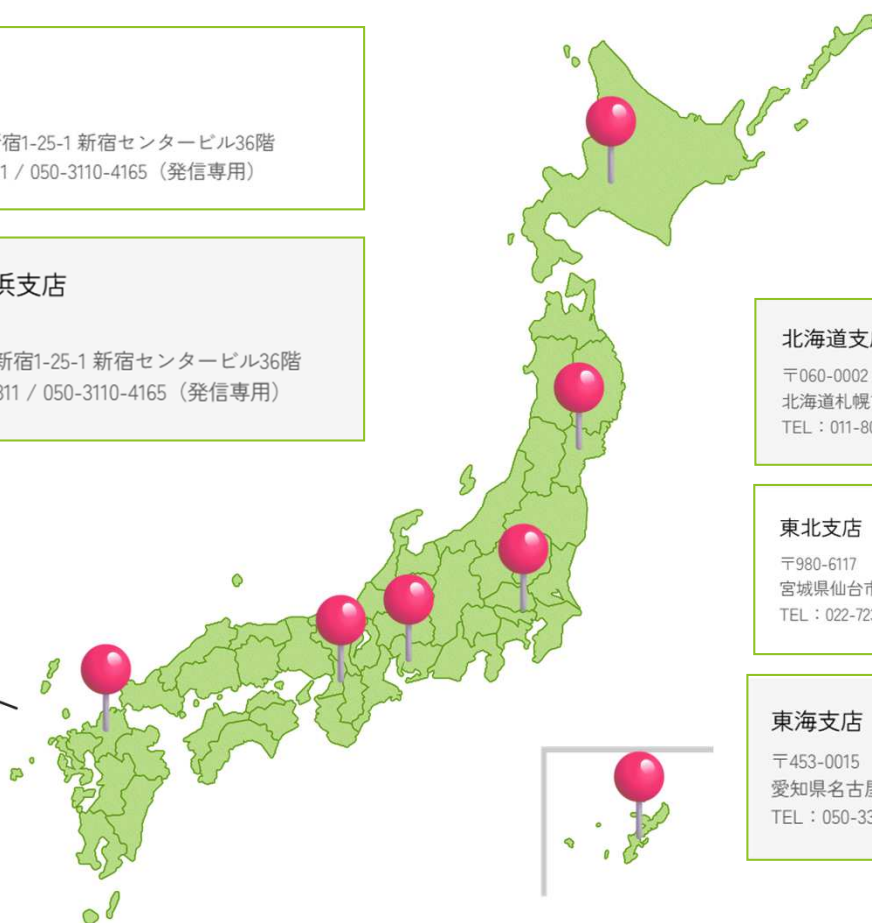 宿1-25-1 新宿センタービル36階
1 / 050-3110-4165（発信専用）
浜支店
新宿1-25-1 新宿センタービル36階
311 / 050-3110-4165（発信専用）
北海道支
〒060-0002
北海道札幌
TEL：011-80
東北支店
〒980-6117
宮城県仙台市
TEL：022-72
東海支店
〒453-0015
愛知県名古屋
TEL：050-33